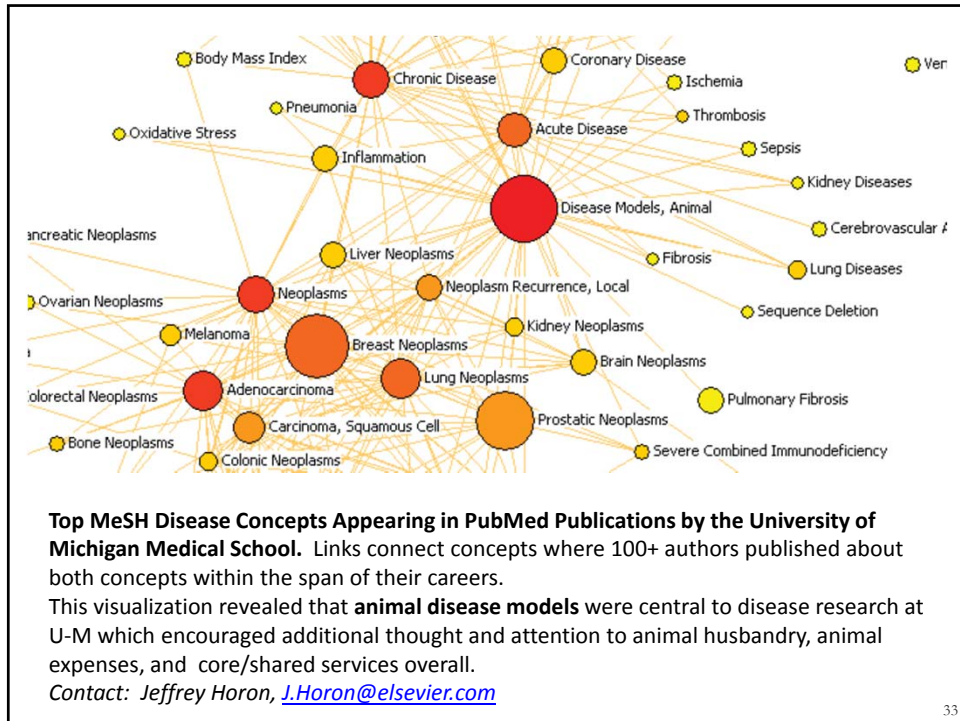 Body Mass Index
Chronic Disease
Coronary Disease
Ven
Ischemia
Pneumonia
Thrombosis
Oxidative Stress
Acute Disease
Inflammation
Sepsis
Kidney Diseases
Disease Models, Animal
Cerebrovascular A
ancreatic Neoplasms
Liver Neoplasms
Fibrosis
Lung Diseases
Neoplasms
Neoplasm Recurrence, Local
Ovarian Neoplasms
Sequence Deletion
Kidney Neoplasms
Melanoma
Breast Neoplasms
Brain Neoplasms
Lung Neoplasms
Adenocarcinoma
olorectal Neoplasms
Pulmonary Fibrosis
Prostatic Neoplasms
Carcinoma, Squamous Cell
Bone Neoplasms
Severe Combined Immunodeficiency
Colonic Neoplasms
Top MeSH Disease Concepts Appearing in PubMed Publications by the University of
Michigan Medical School. Links connect concepts where 100+ authors published about
both concepts within the span of their careers.
This visualization revealed that animal disease models were central to disease research at
U-M which encouraged additional thought and attention to animal husbandry, animal
expenses, and core/shared services overall.
Contact: Jeffrey Horon, J.Horon@elsevier.com
33